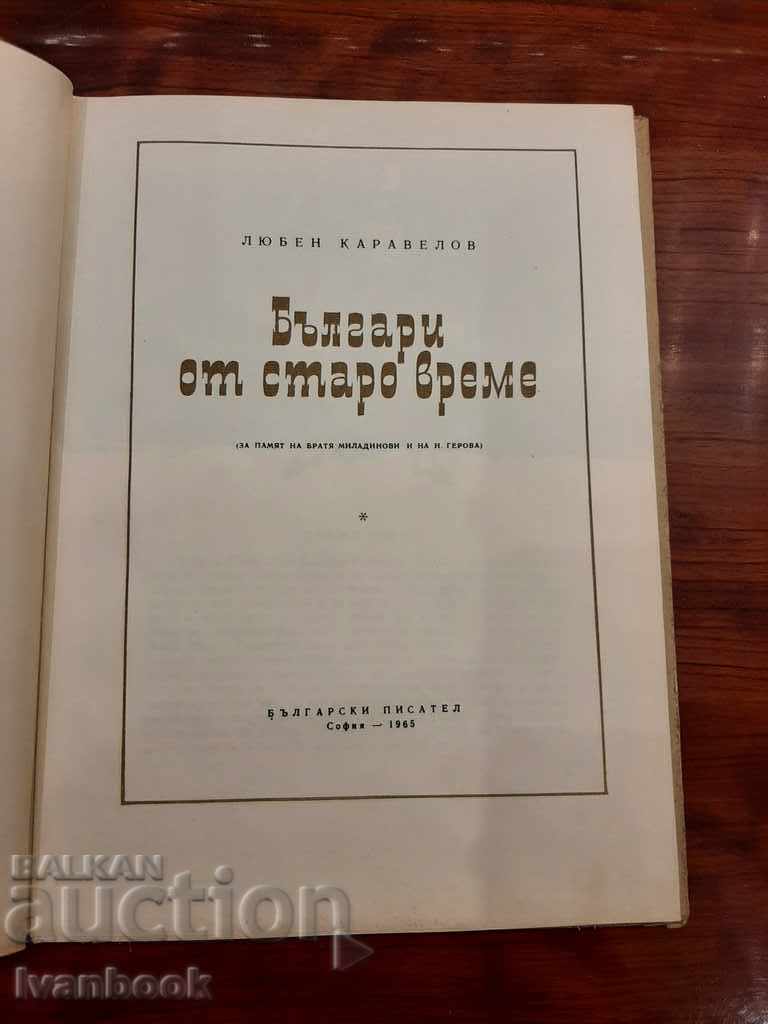 ЛЮБЕН КАРАВЕЛОВ
Българи
от старо време
(ЗА ПАМЯТ НА БРАТЯ МИЛАДИНОВИ И НА Н. ГЕРОВА)
*
БЪЛГАРСКИ ПИСАТЕЛ
София — 1965
BALKAN
auction
Ivanbook